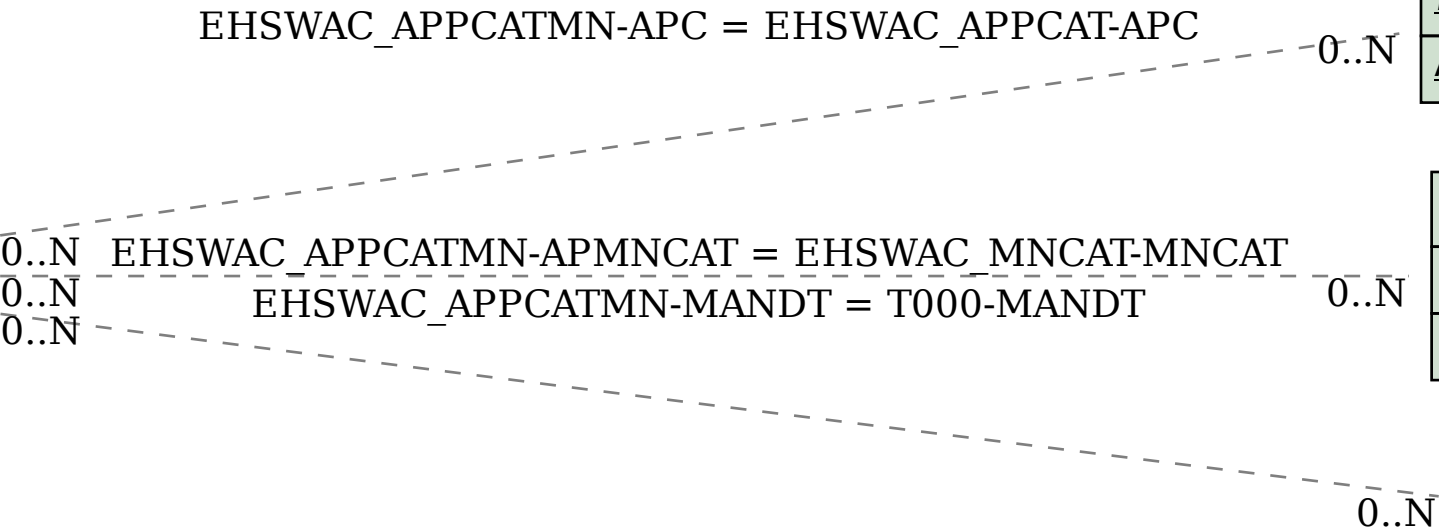 EHSWAC_APPCATMN-APC = EHSWAC_APPCAT-APC
0..N
0..N EHSWAC_APPCATMN-APMNCAT = EHSWAC_MNCAT-MNCAT
0..N EHSWAC_APPCATMN-MANDT = T000-MANDT 0..N
0..N
0..N